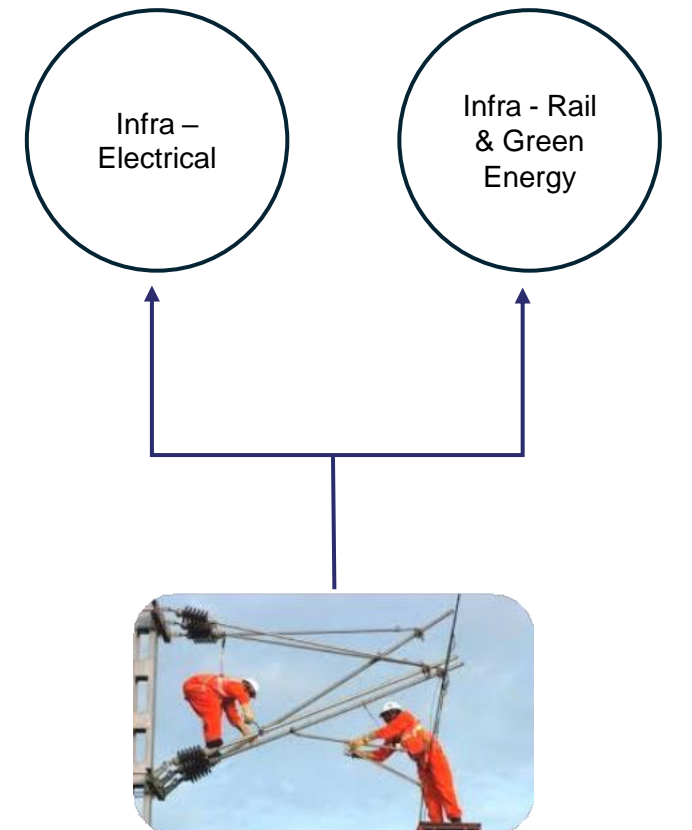 Infra –
Electrical
Infra - Rail
& Green
Energy